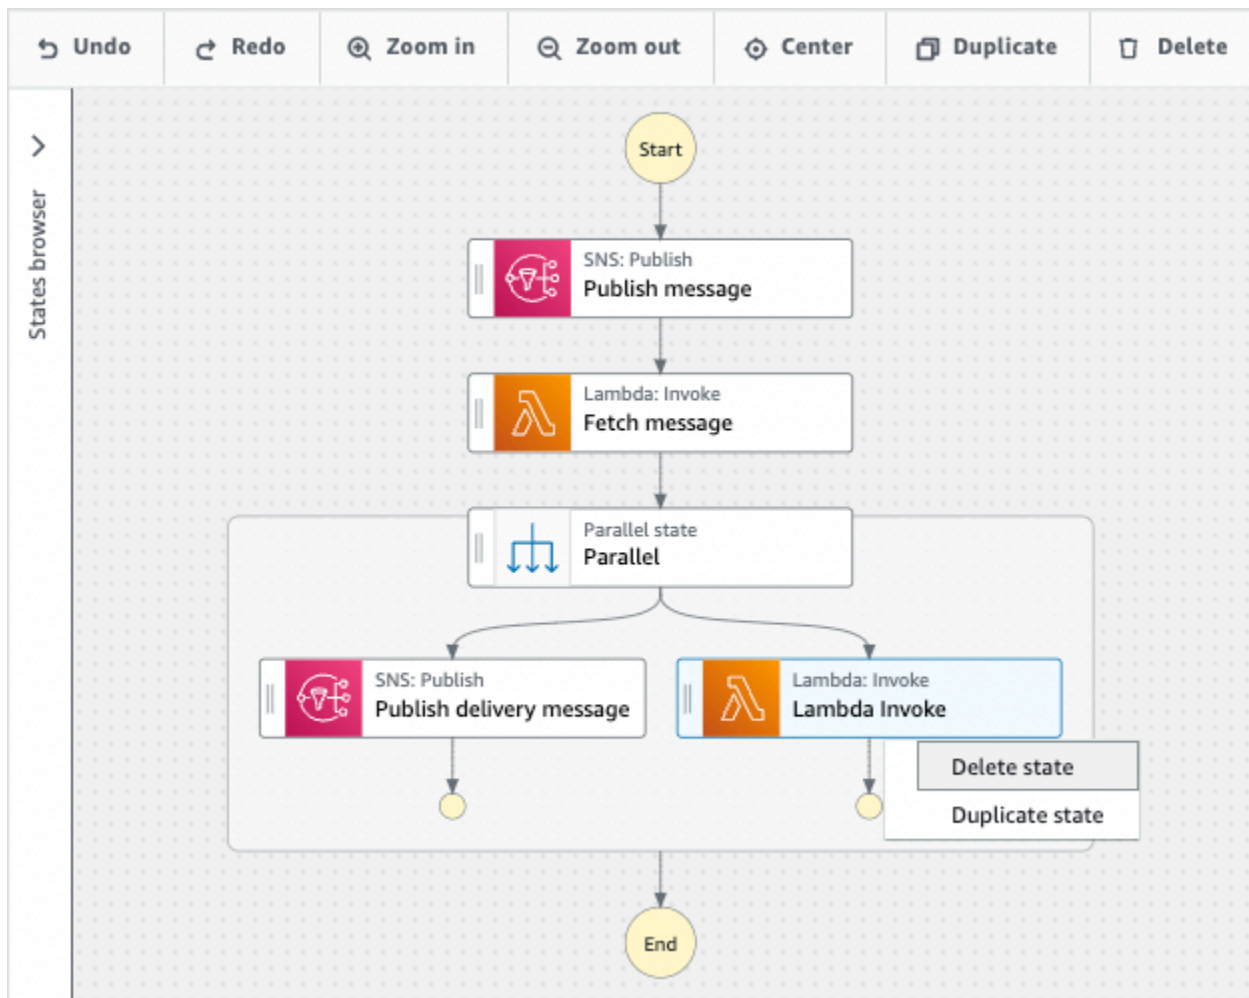 Undo
Redo
Zoom in
Zoom out
Center
Duplicate
Delete
States browser
Start
SNS: Publish
Publish message
Lambda: Invoke
Fetch message
Parallel state
Parallel
SNS: Publish
Publish delivery message
Lambda: Invoke
Lambda Invoke
Delete state
Duplicate state
End